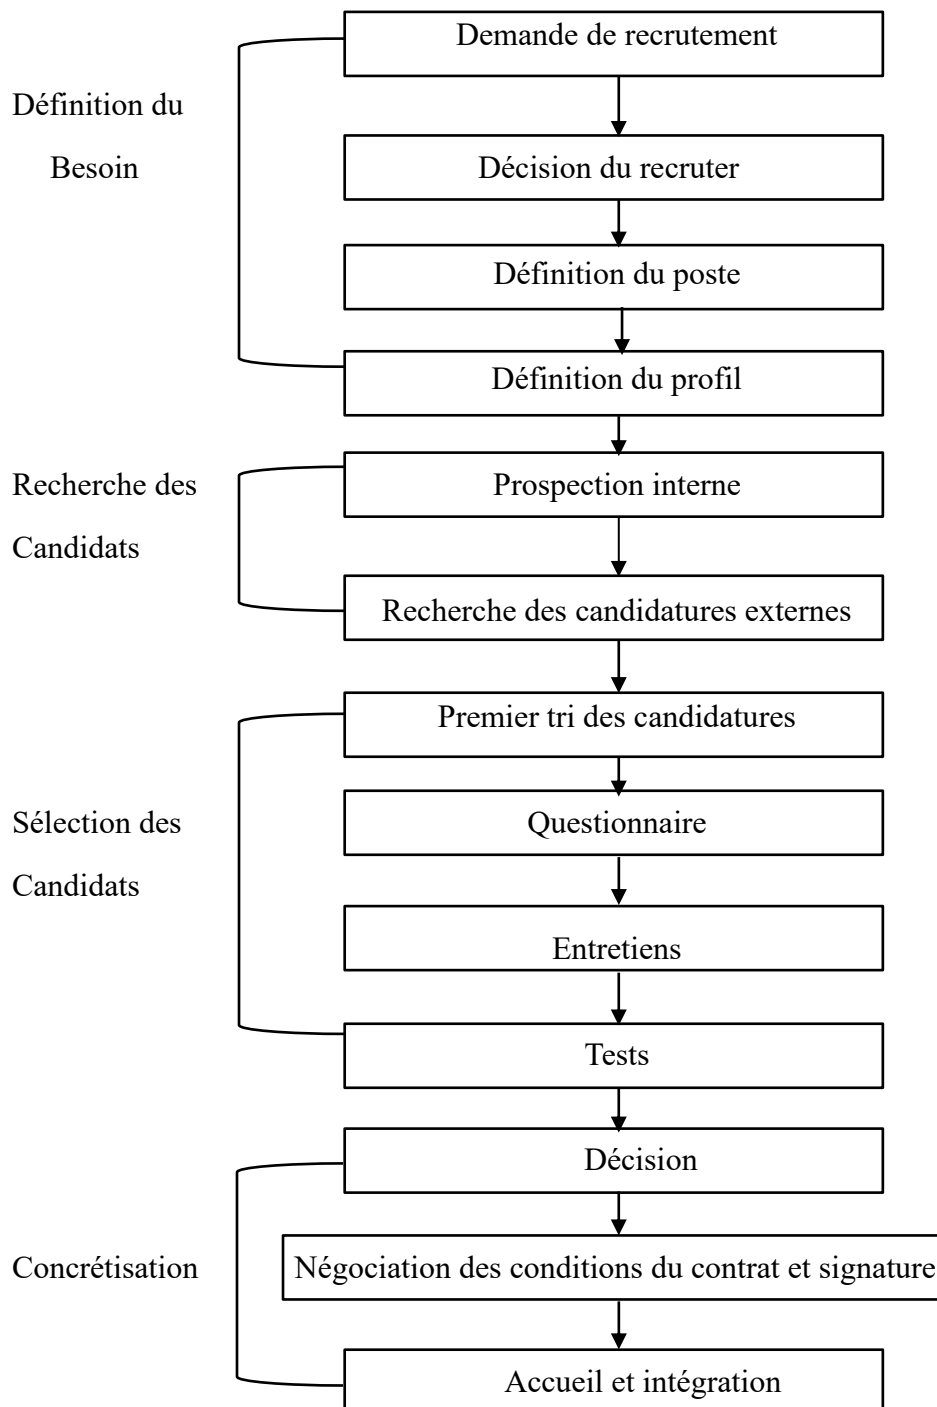 Demande de recrutement
Définition du
Besoin
Décision du recruter
Définition du poste
Définition du profil
Recherche des
Candidats
Prospection interne
Recherche des candidatures externes
Premier tri des candidatures
Sélection des
Candidats
Questionnaire
Entretiens
Tests
Décision
Concrétisation
Négociation des conditions du contrat et signature
Accueil et intégration